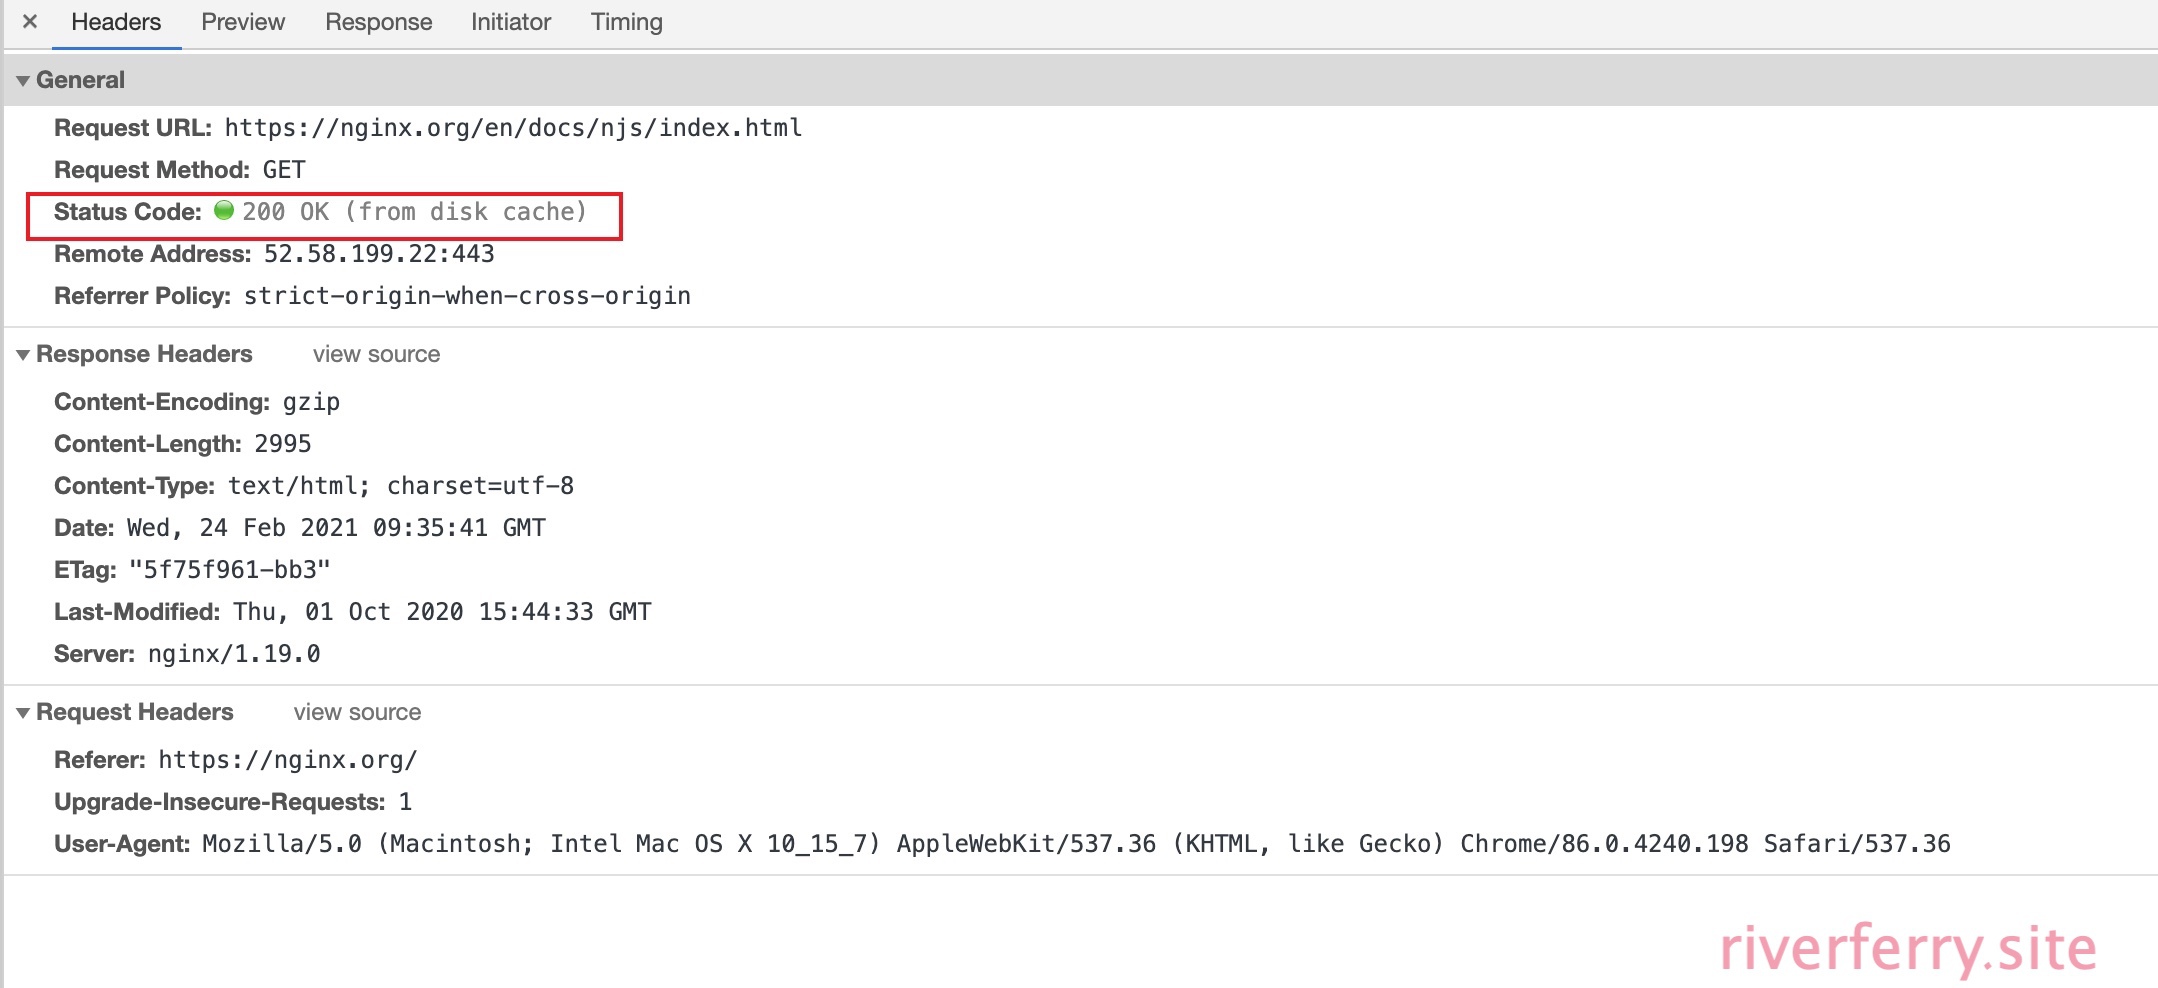 × Headers Preview Response Initiator Timing
▼ General
Request URL: https://nginx.org/en/docs/njs/index.html
Request Method: GET
Status Code: 200 OK (from disk cache)
Remote Address: 52.58.199.22:443
Referrer Policy: strict-origin-when-cross-origin
▼ Response Headers view source
Content-Encoding: gzip
Content-Length: 2995
Content-Type: text/html; charset=utf-8
Date: Wed, 24 Feb 2021 09:35:41 GMT
ETag: "5f75f961-bb3"
Last-Modified: Thu, 01 Oct 2020 15:44:33 GMT
Server: nginx/1.19.0
▼ Request Headers view source
Referer: https://nginx.org/
Upgrade-Insecure-Requests: 1
User-Agent: Mozilla/5.0 (Macintosh; Intel Mac OS X 10_15_7) AppleWebKit/537.36 (KHTML, like Gecko) Chrome/86.0.4240.198 Safari/537.36
riverferry.site